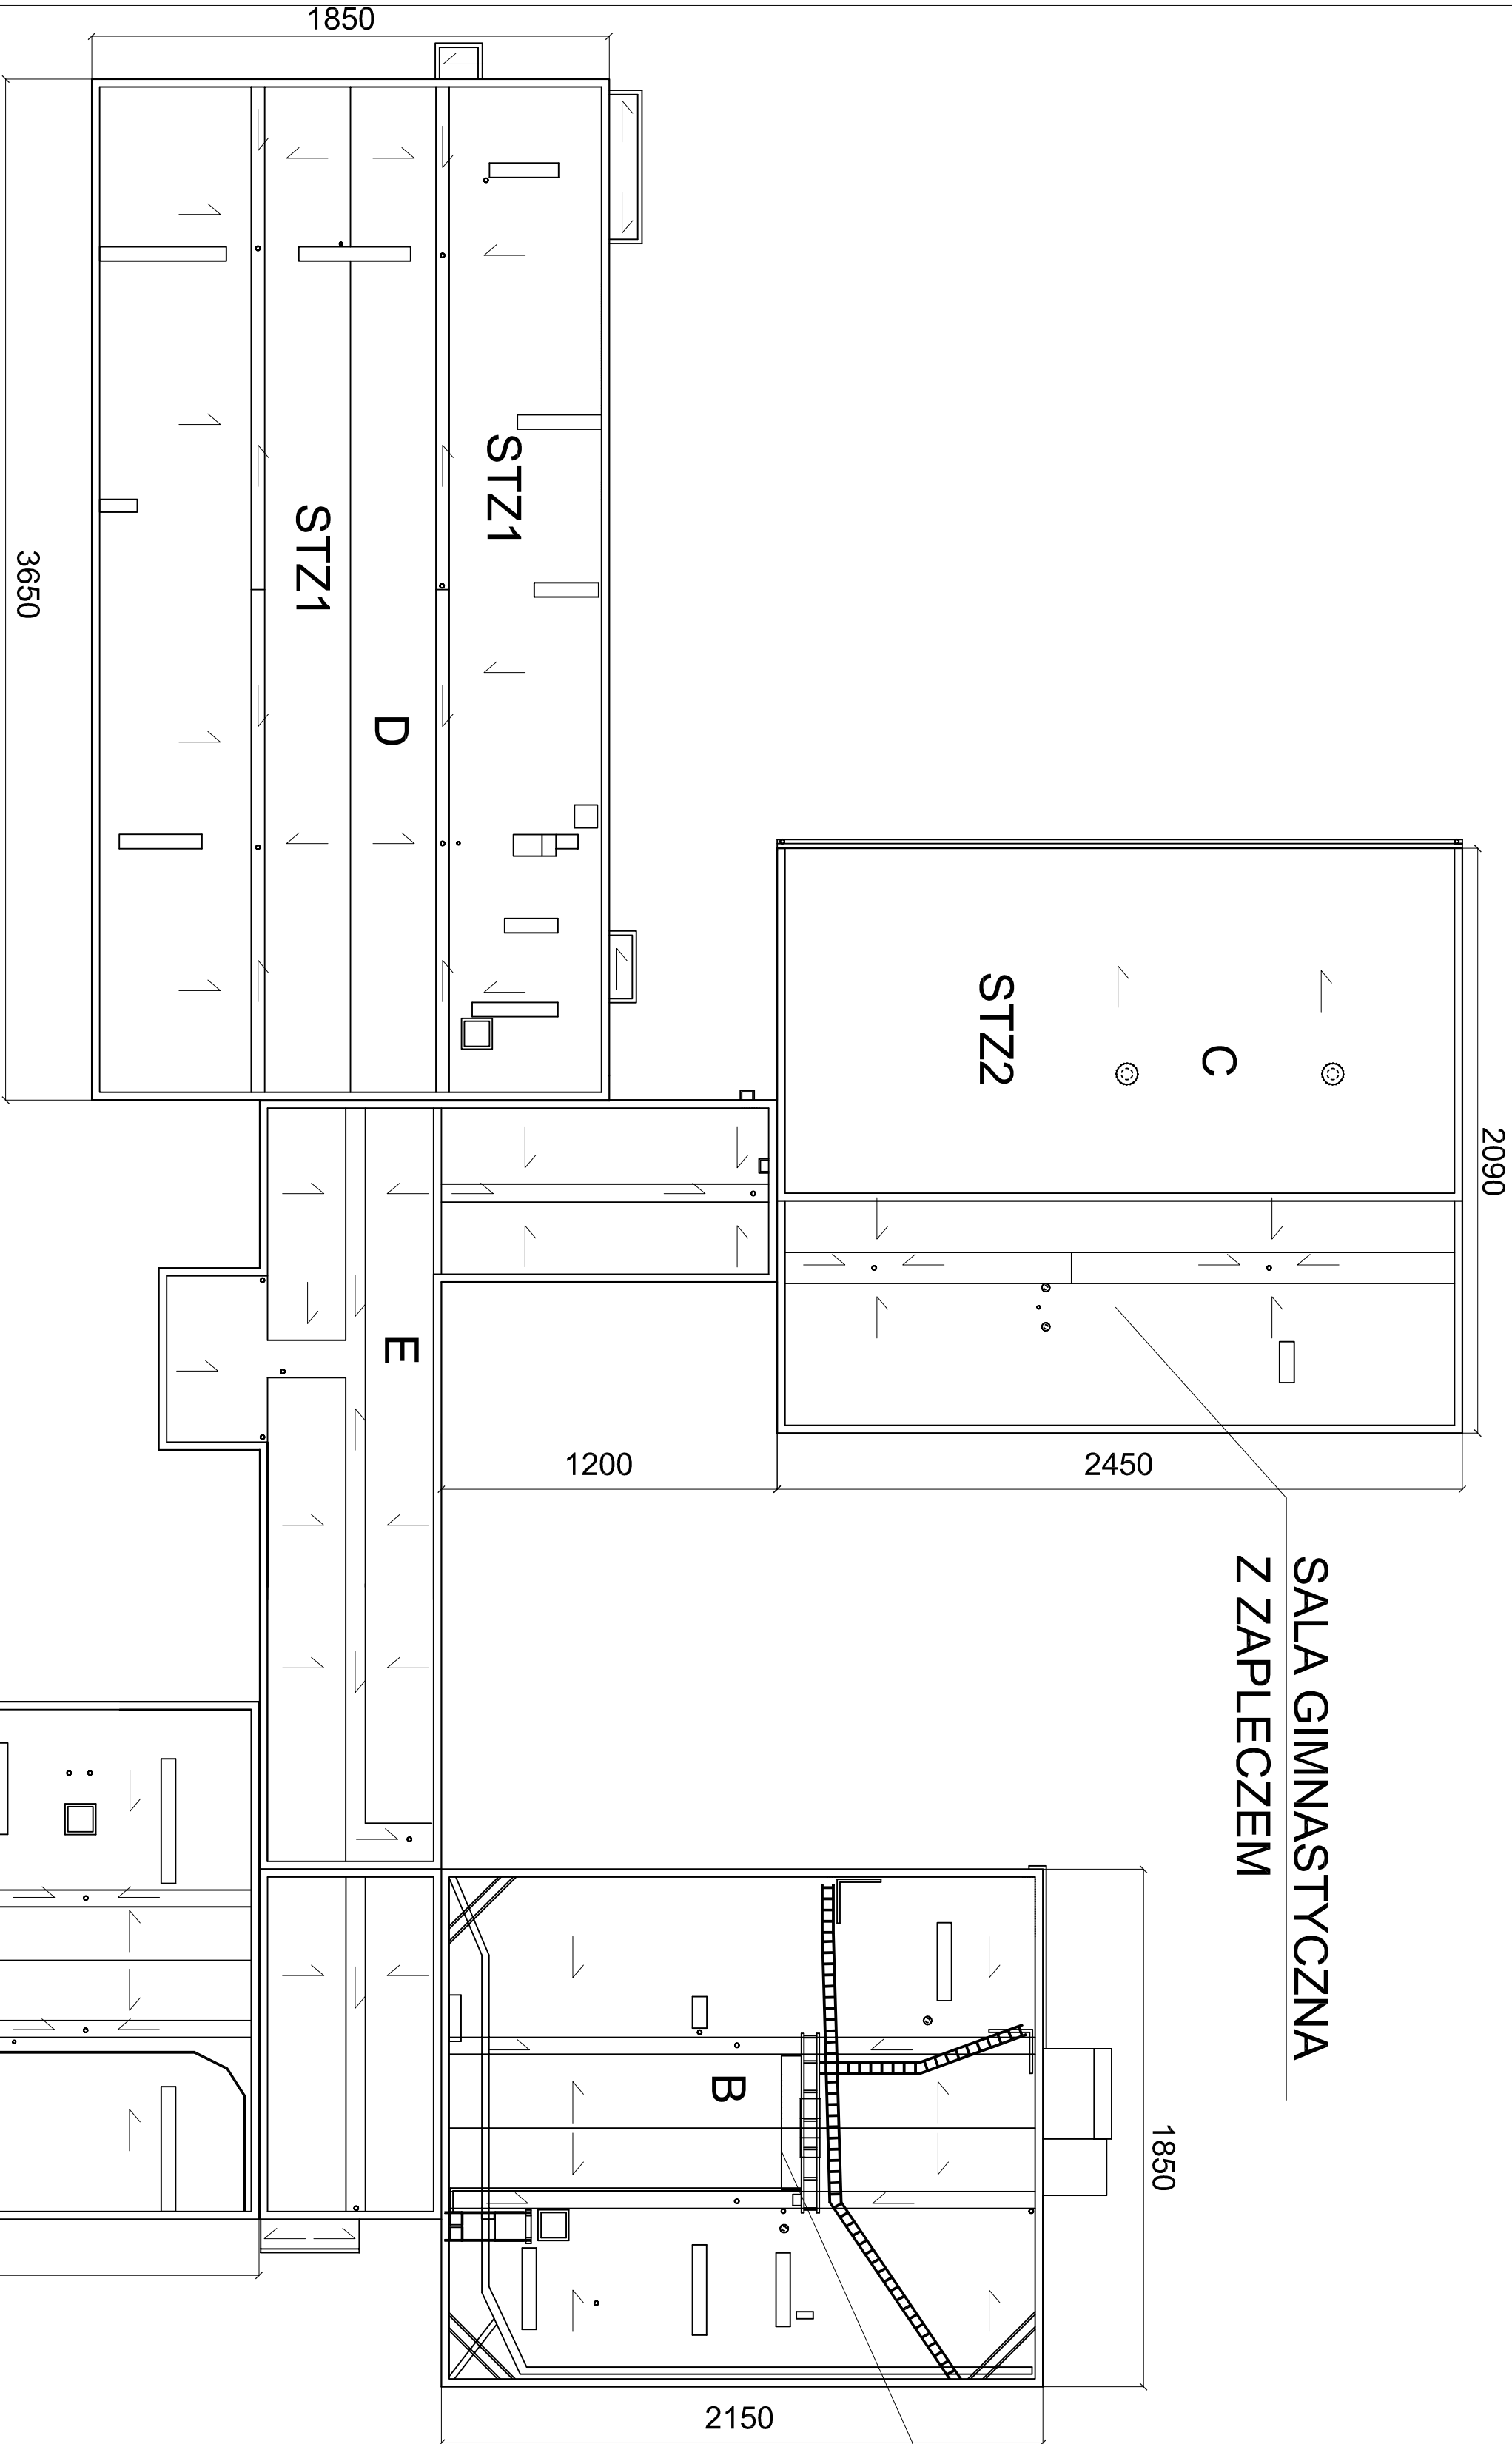 1850
3650
STZ1
STZ1
D
STZ2
C
2090
E
1200
2450
SALA GIMNASTYCZNA
Z ZAPLECZEM
B
1850
2150